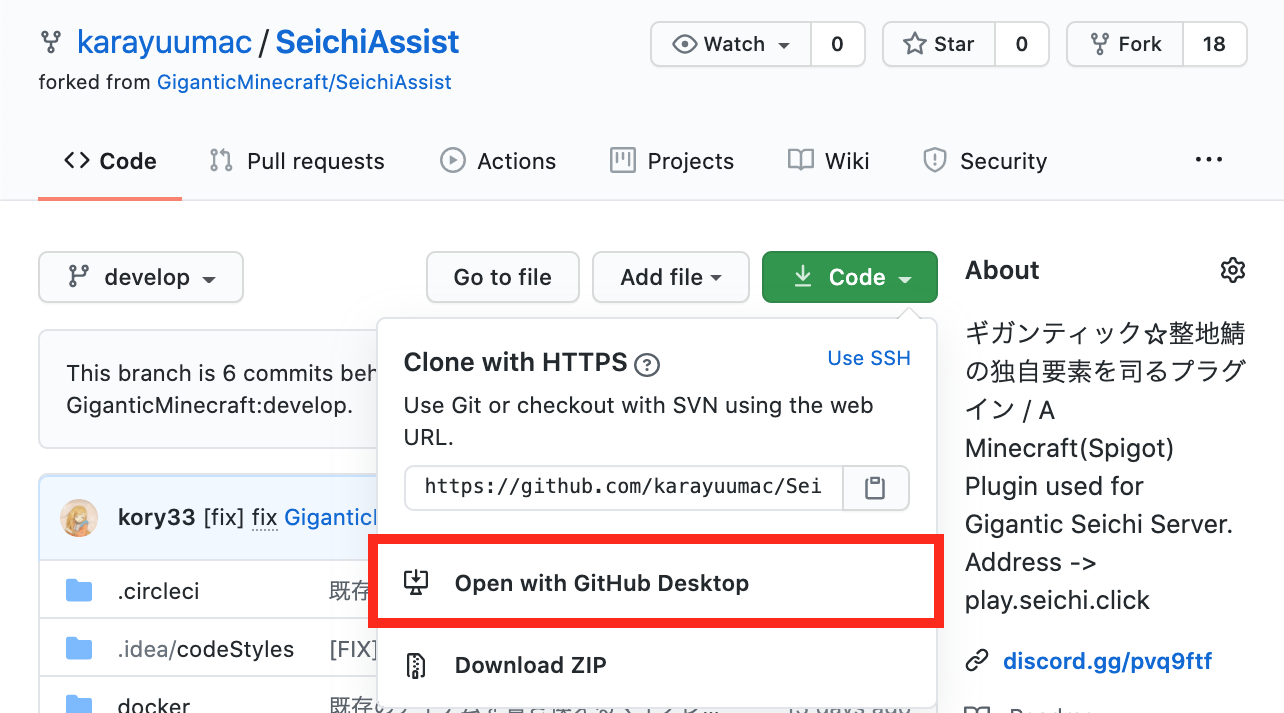 karayuumac / SeichiAssist
Watch 0
Star 0
Fork 18
forked from GiganticMinecraft/SeichiAssist
Code
Pull requests
Actions
Projects
Wiki
Security
...
develop
Go to file
Add file
Code
About
This branch is 6 commits beh
GiganticMinecraft:develop.
Clone with HTTPS ?
Use SSH
Use Git or checkout with SVN using the web
URL.
https://github.com/karayuumac/Sei
Open with GitHub Desktop
Download ZIP
kory33 [fix] fix Gigantic
.circleci 既存
.idea/codeStyles [FIX]
docker
15 days ago
ギガンティック☆整地鯖
の独自要素を司るプラグ
イン / A
Minecraft(Spigot)
Plugin used for
Gigantic Seichi Server.
Address ->
play.seichi.click
discord.gg/pvq9ftf
Readme